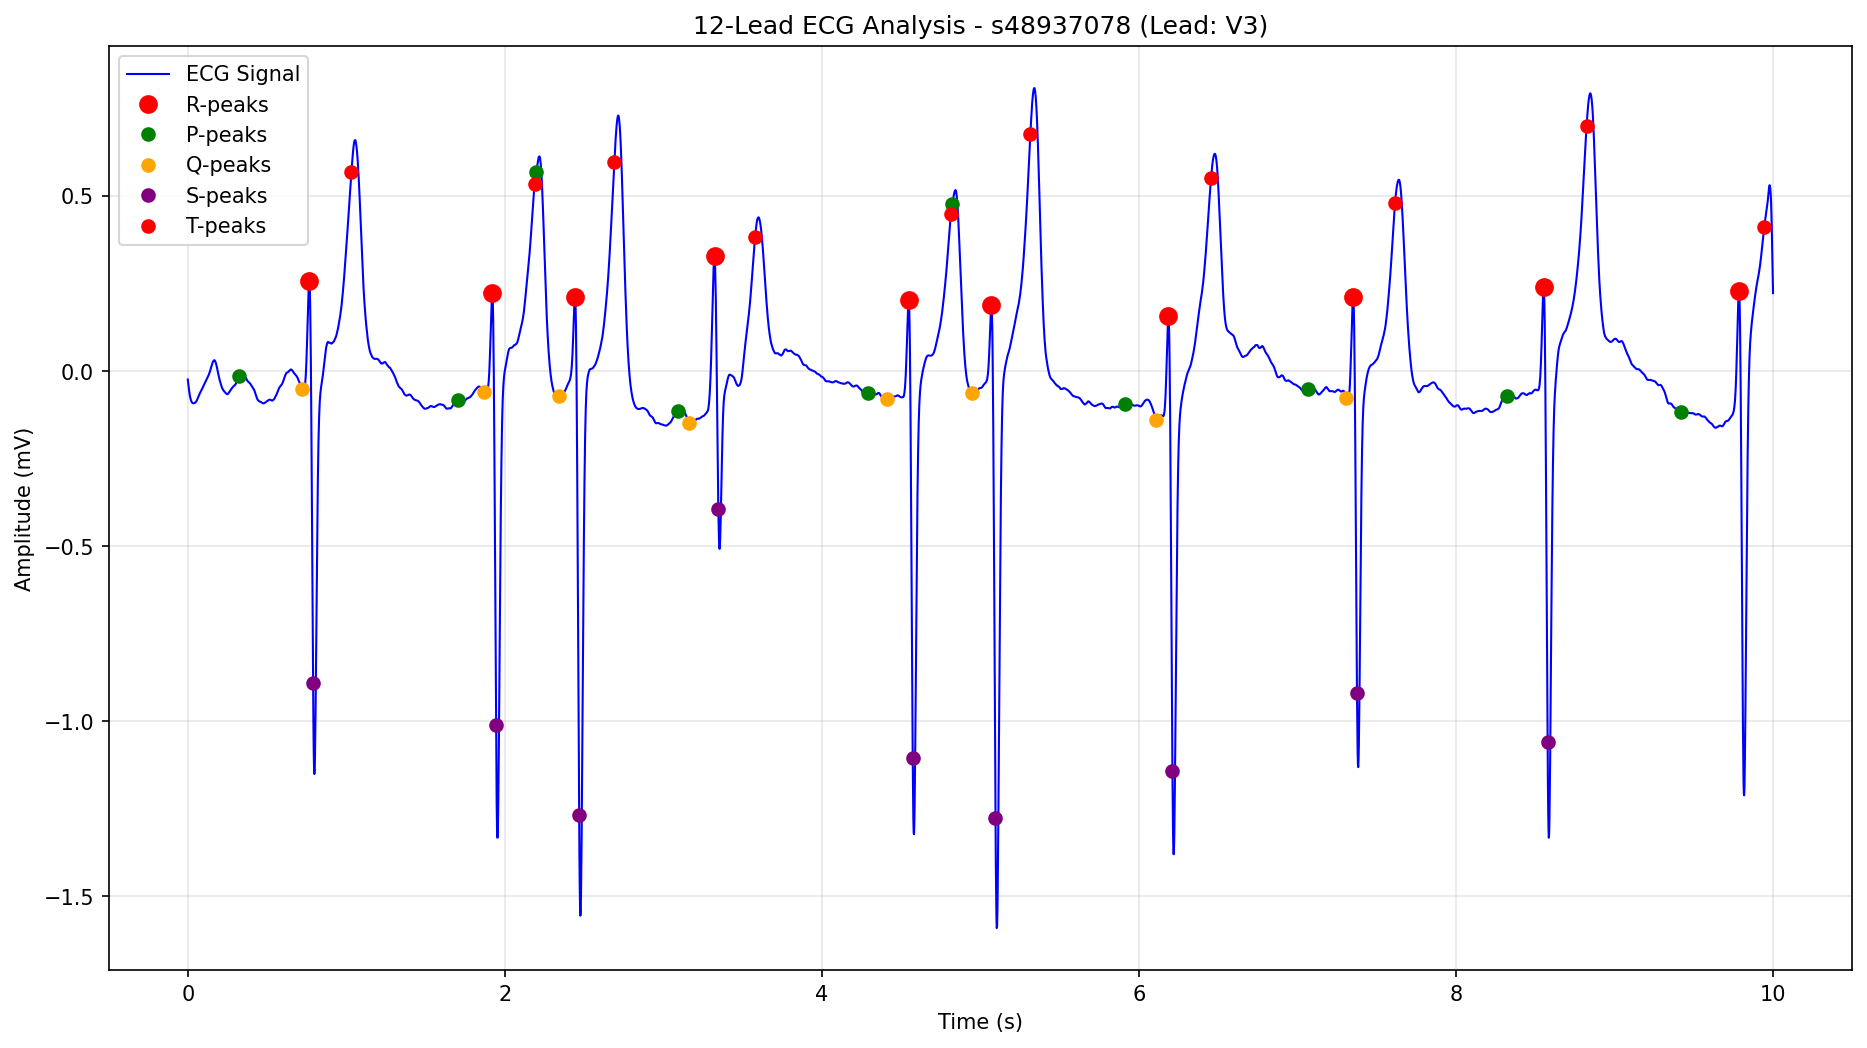 12-Lead ECG Analysis - s48937078 (Lead: V3)
ECG Signal
R-peaks
P-peaks
Q-peaks
S-peaks
T-peaks
Amplitude (mV)
0.5
0.0
−0.5
−1.0
−1.5
0 2 4 6 8 10
Time (s)